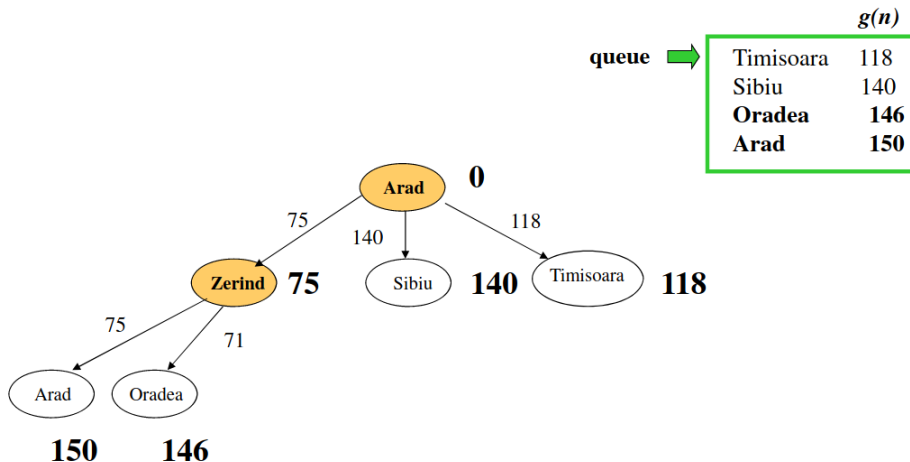 g(n)
queue
Timisoara 118
Sibiu 140
Oradea 146
Arad 150
Arad 0
75
140
118
Zerind 75
Sibiu 140
Timisoara 118
75
71
Arad
Oradea
150
146